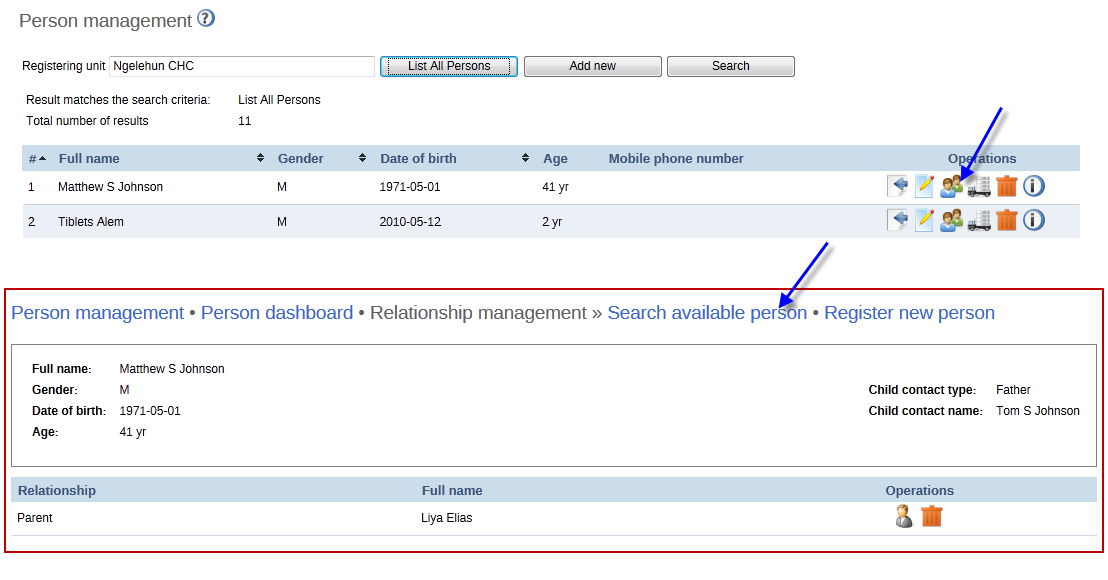 Person management ?
Registering unit Ngelehun CHC List All Persons Add new Search
Result matches the search criteria: List All Persons
Total number of results 11
# Full name Gender Date of birth Age Mobile phone number Operations
1 Matthew S Johnson M 1971-05-01 41 yr
2 Tiblets Alem M 2010-05-12 2 yr
Person management • Person dashboard • Relationship management » Search available person • Register new person
Full name: Matthew S Johnson
Gender: M Child contact type: Father
Date of birth: 1971-05-01 Child contact name: Tom S Johnson
Age: 41 yr
Relationship Full name Operations
Parent Liya Elias